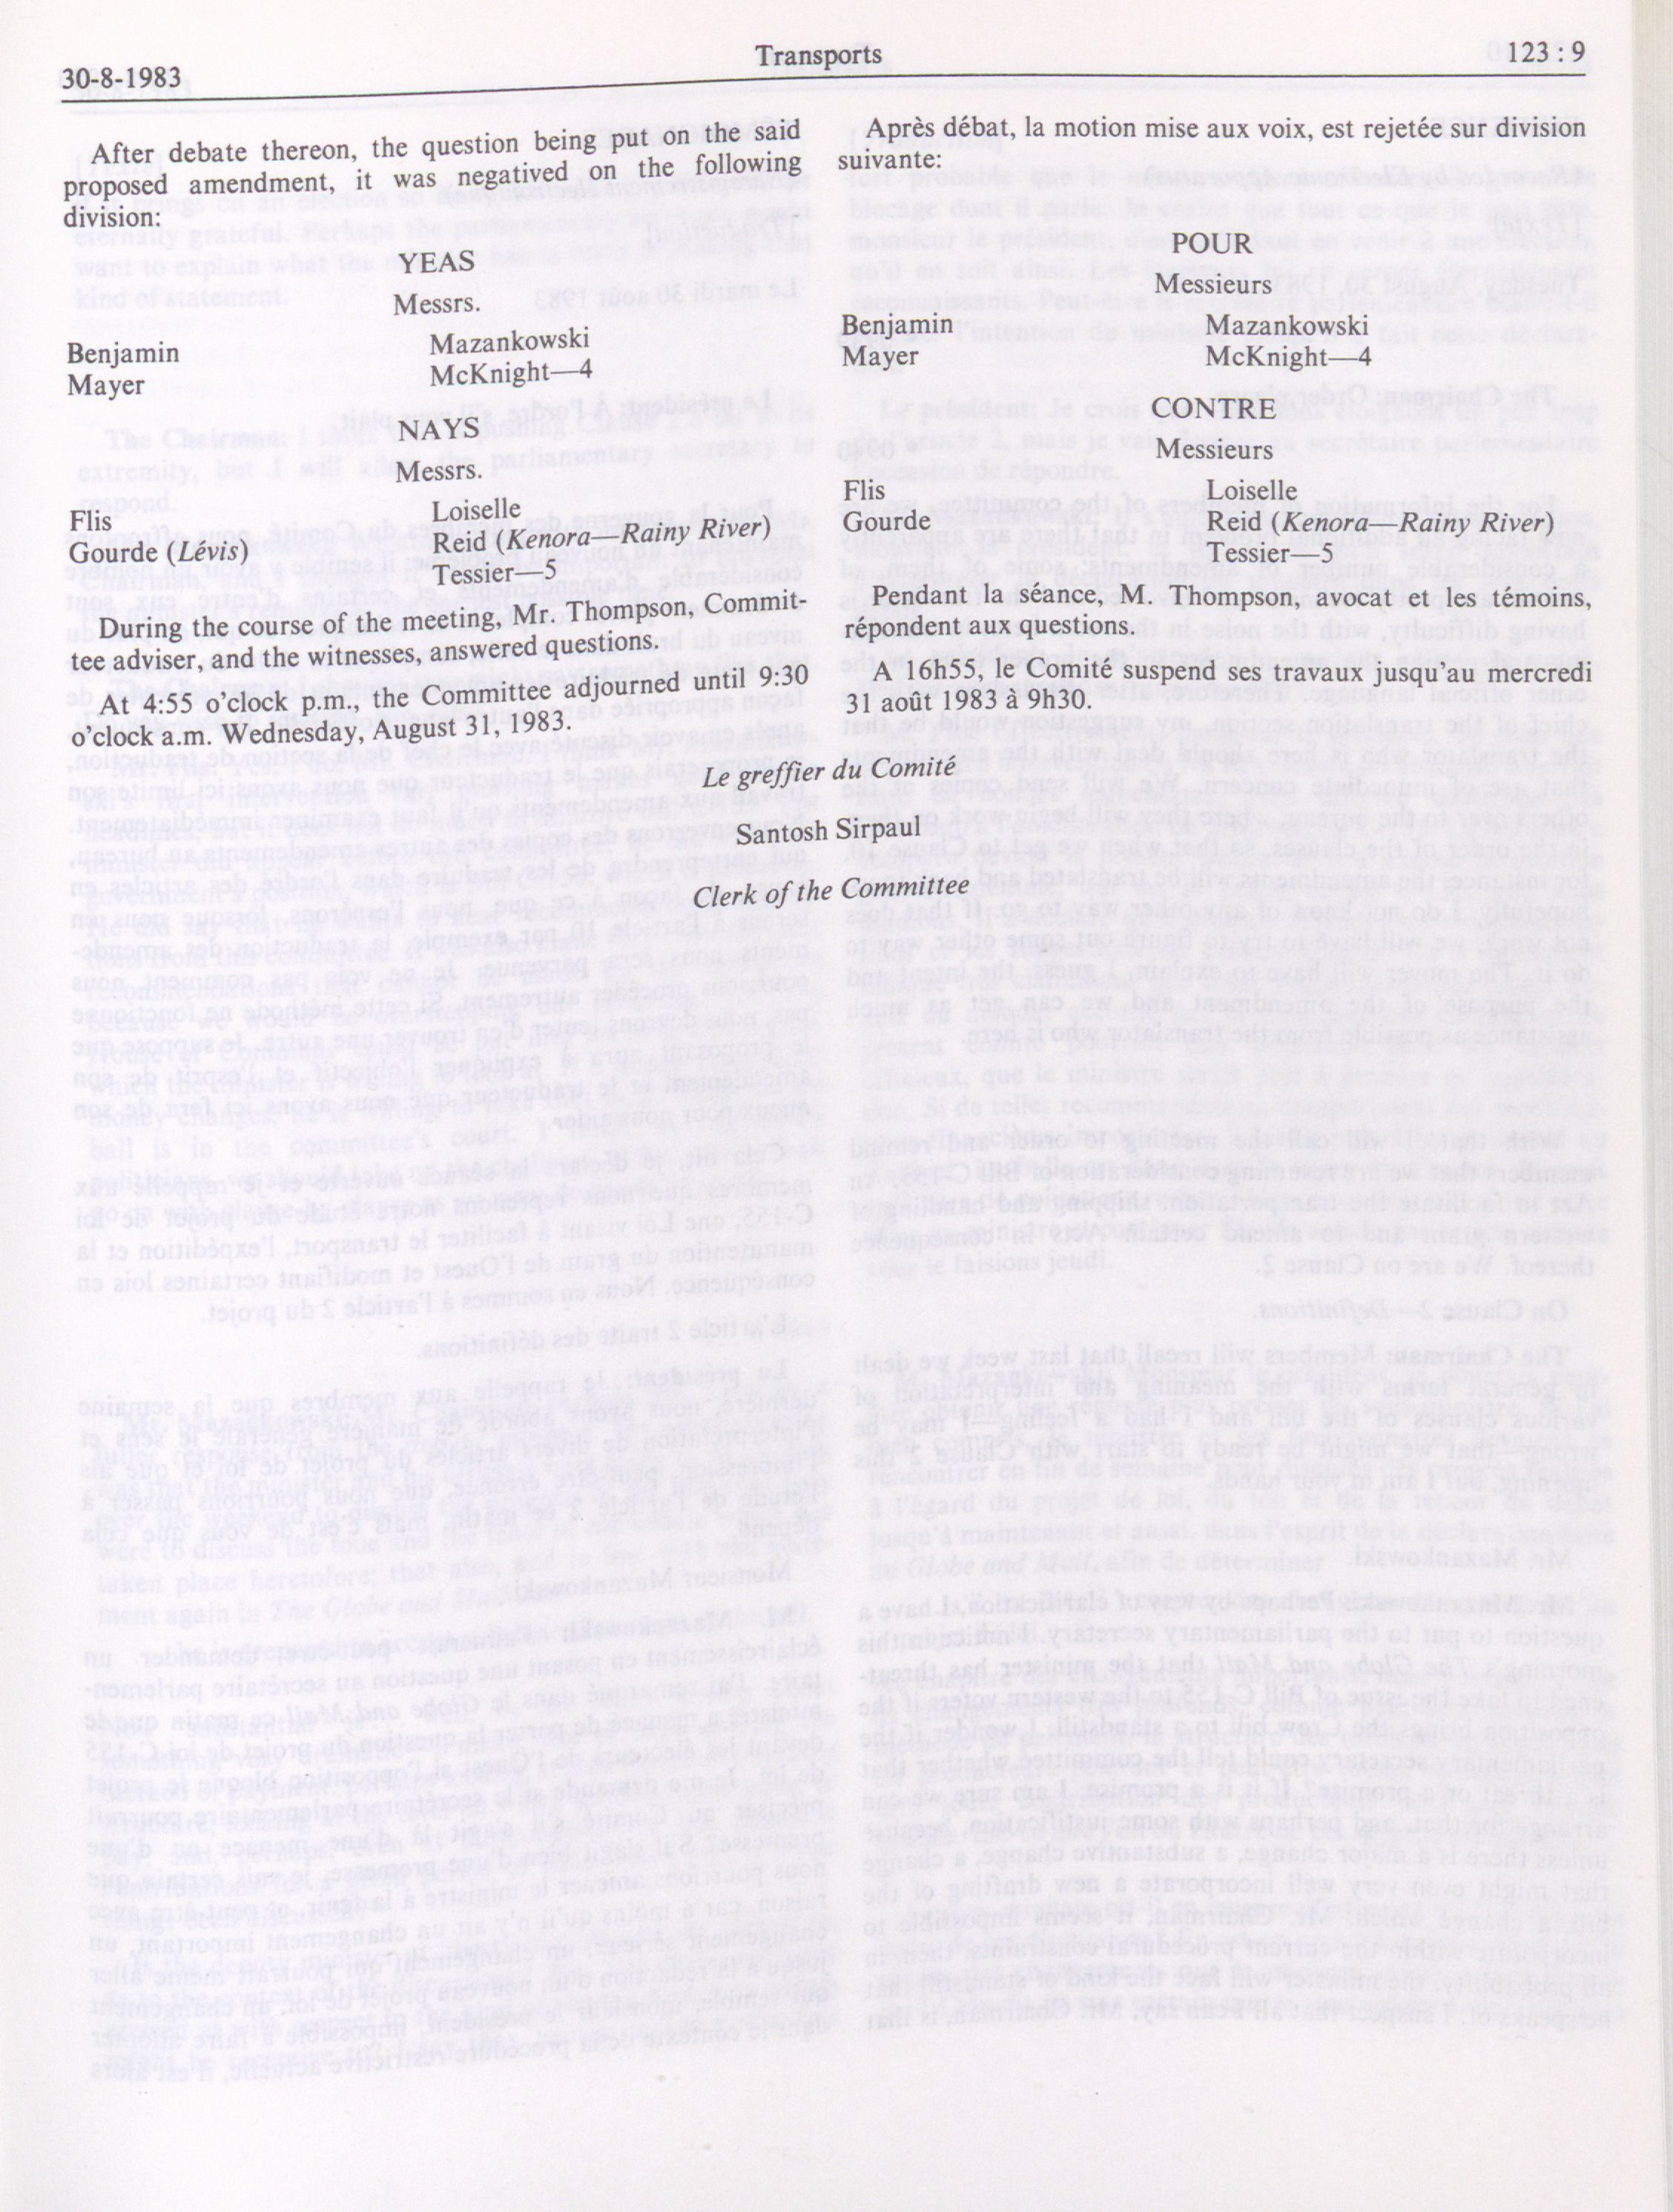 30-8-1983
Transports
123 : 9
After debate thereon, the question being put on the said
proposed amendment, it was negatived on the following
division:
YEAS
Messrs.
Benjamin
Mayer
Mazankowski
McKnight—4
NAYS
Messrs.
Flis
Gourde (Lévis)
Loiselle
Reid (Kenora—Rainy River)
Tessier—5
During the course of the meeting, Mr. Thompson, Commit-
tee adviser, and the witnesses, answered questions.
At 4:55 o'clock p.m., the Committee adjourned until 9:30
o'clock a.m. Wednesday, August 31, 1983.
Après débat, la motion mise aux voix, est rejetée sur division
suivante:
POUR
Messieurs
Benjamin
Mayer
Mazankowski
McKnight—4
CONTRE
Messieurs
Flis
Gourde
Loiselle
Reid (Kenora—Rainy River)
Tessier—5
Pendant la séance, M. Thompson, avocat et les témoins,
répondent aux questions.
A 16h55, le Comité suspend ses travaux jusqu'au mercredi
31 août 1983 à 9h30.
Le greffier du Comité
Santosh Sirpaul
Clerk of the Committee